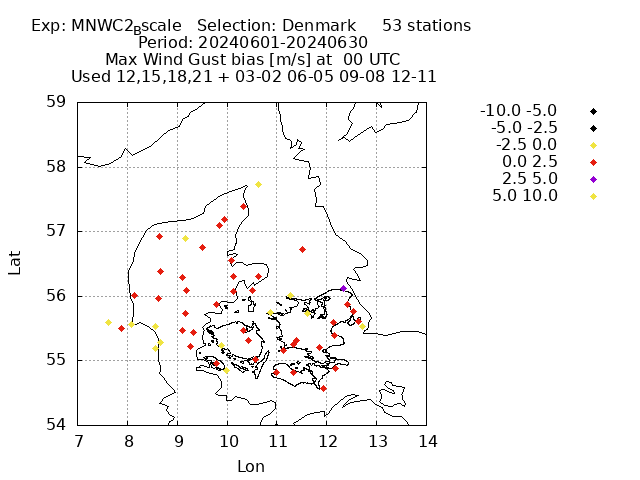 Exp: MNWC2Bscale   Selection: Denmark     53 stations
Period: 20240601-20240630
Max Wind Gust bias [m/s] at  00 UTC
Used 12,15,18,21 + 03-02 06-05 09-08 12-11
-10.0 -5.0
-5.0 -2.5
-2.5 0.0
0.0 2.5
2.5 5.0
5.0 10.0
59
58
57
56
55
54
Lat
7 8 9 10 11 12 13 14
Lon